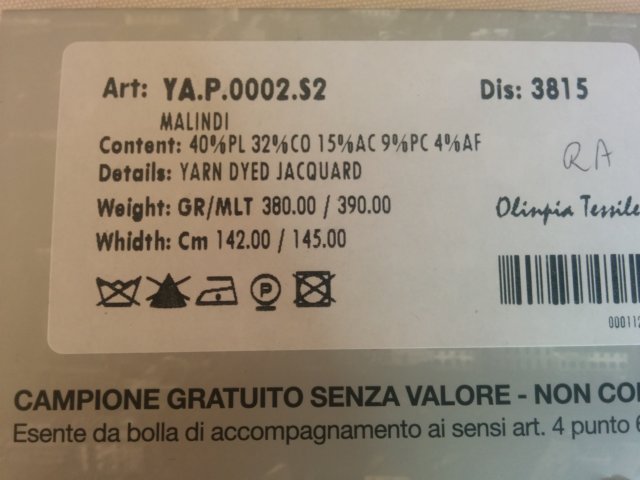 Art: YA.P.0002.S2
Dis: 3815
MALINDI
Content: 40%PL 32%CO 15%AC 9%PC 4%AF
RA
Details: YARN DYED JACQUARD
Weight: GR/MLT 380.00 / 390.00
Olinpia Tessile
Whidth: Cm 142.00 / 145.00
P
000112
CAMPIONE GRATUITO SENZA VALORE - NON CO
Esente da bolla di accompagnamento ai sensi art. 4 punto 6